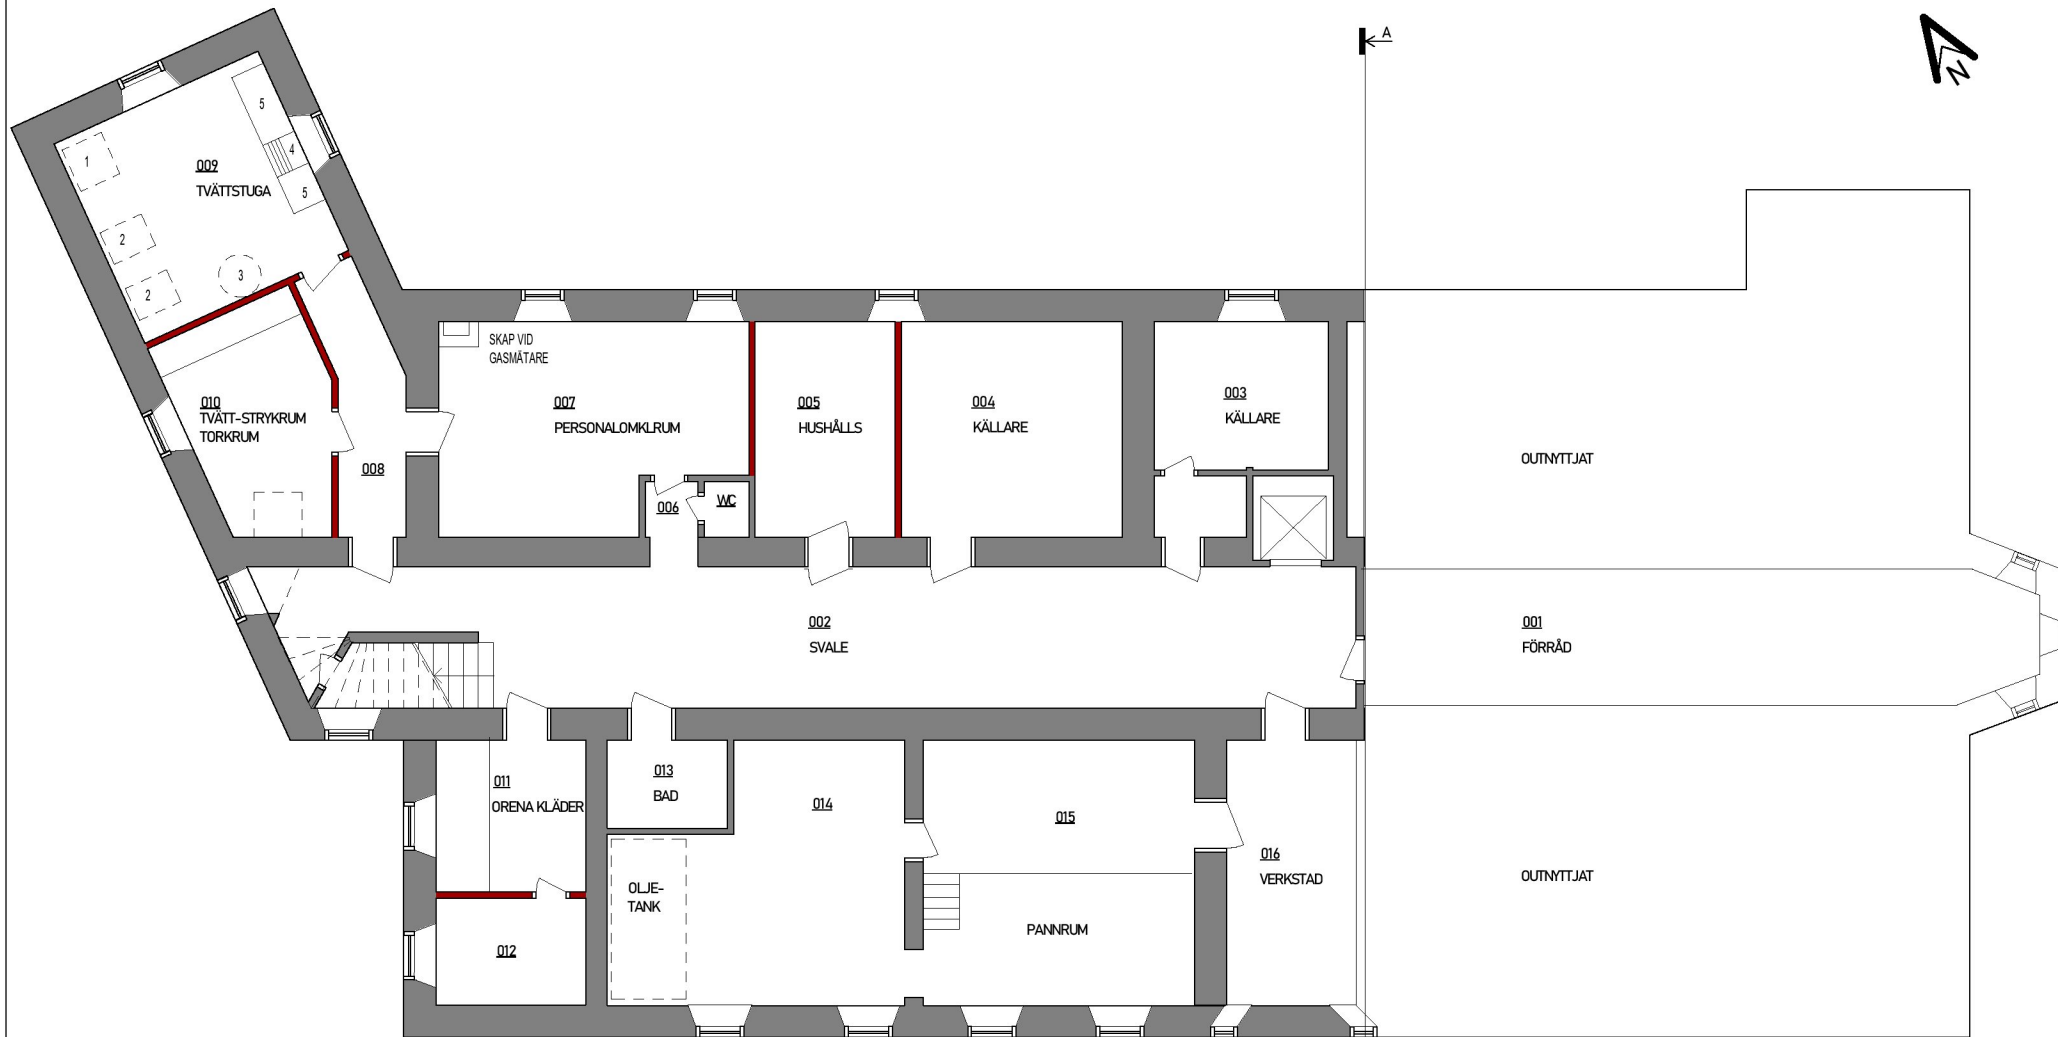 A
N
5
4
5
1
2
2
3
009
TVÄTTSTUGA
SKAP VID
GASMÄTARE
010
TVÄTT-STRYKRUM
TORKRUM
008
007
PERSONALOMKLRUM
006
WC
005
HUSHÅLLS
004
KÄLLARE
003
KÄLLARE
OUTNYTTJAT
002
SVALE
001
FÖRRÅD
011
ORENA KLÄDER
012
013
BAD
014
OLJE-
TANK
015
PANNRUM
016
VERKSTAD
OUTNYTTJAT